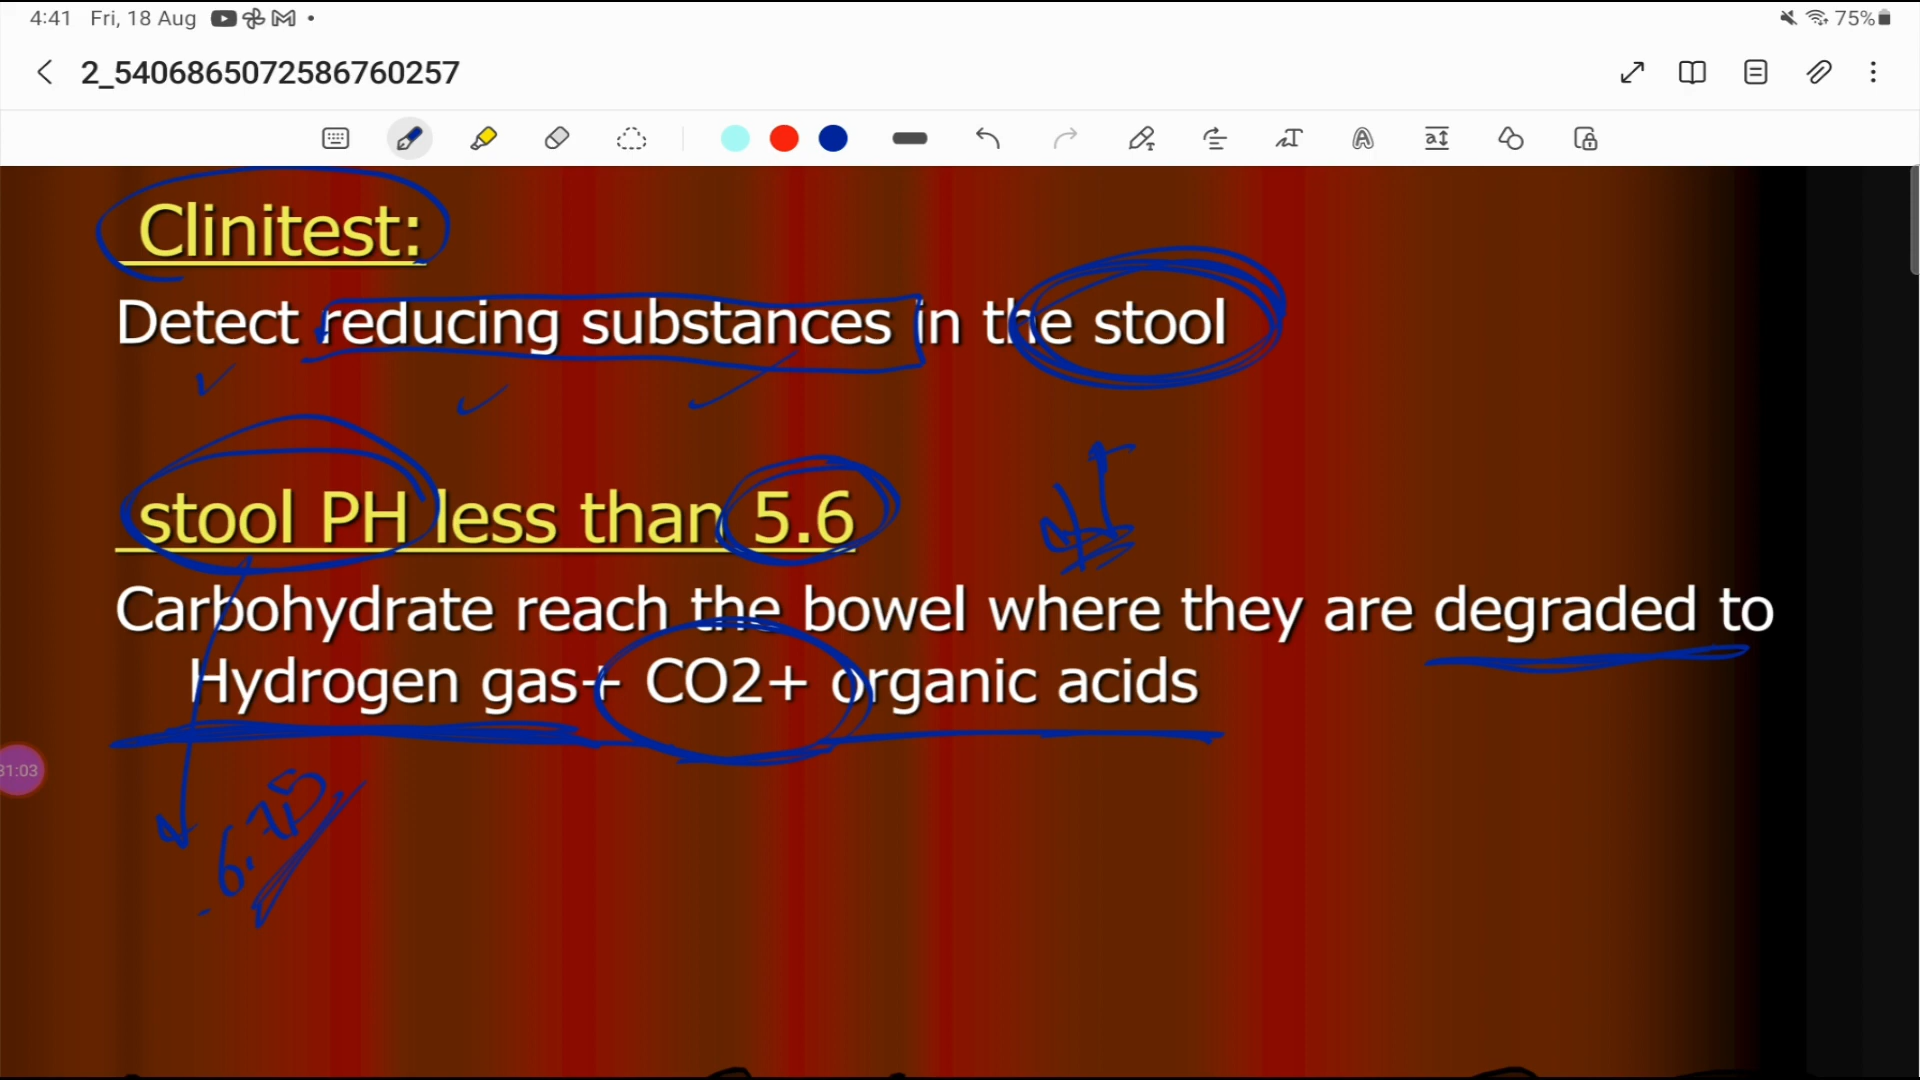 4:41 Fri, 18 Aug 75%
2_5406865072586760257
Clinitest:
Detect reducing substances in the stool
stool PH less than 5.6
Carbohydrate reach the bowel where they are degraded to
Hydrogen gas+ CO2+ organic acids
31:03